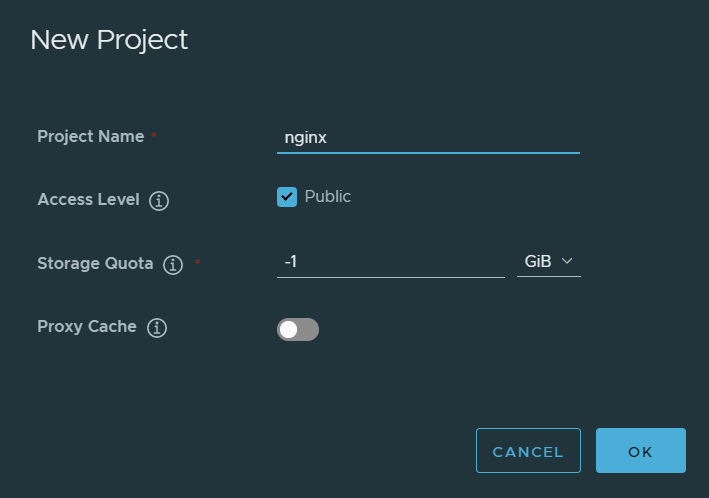 New Project
Project Name *
nginx
Access Level
Public
Storage Quota *
-1 GiB
Proxy Cache
CANCEL OK